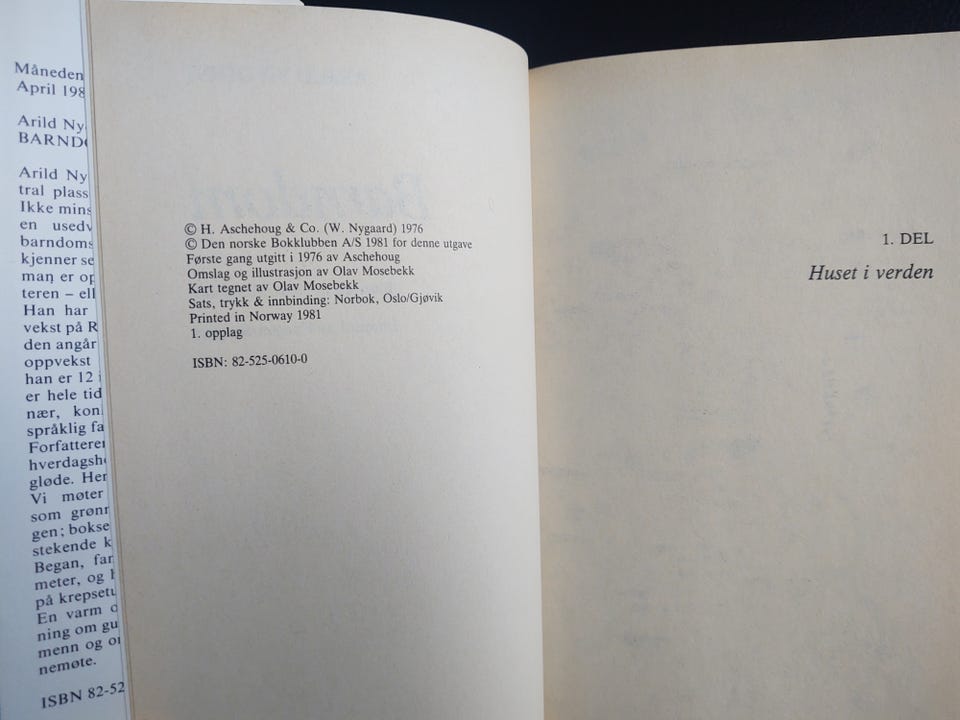 Måneden
April 198
Arild Ny
BARND
Arild Ny
tral plass
Ikke mins
en usedv
barndoms
kjenner se
man er op
teren – ell
Han har
vekst på R
den angår
oppvekst
han er 12 i
er hele tid
nær, kon
språklig fa
Forfatterer
hverdagsh
gløde. Her
Vi møter
som grønn
gen; bokse
stekende k
Began, far
meter, og h
på krepsetu
En varm o
ning om gu
menn og or
nemøte.
ISBN 82-52
Barndom
© H. Aschehoug & Co. (W. Nygaard) 1976
© Den norske Bokklubben A/S 1981 for denne utgave
Første gang utgitt i 1976 av Aschehoug
Omslag og illustrasjon av Olav Mosebekk
Kart tegnet av Olav Mosebekk
Sats, trykk & innbinding: Norbok, Oslo/Gjøvik
Printed in Norway 1981
1. opplag
ISBN: 82-525-0610-0
1. DEL
Huset i verden